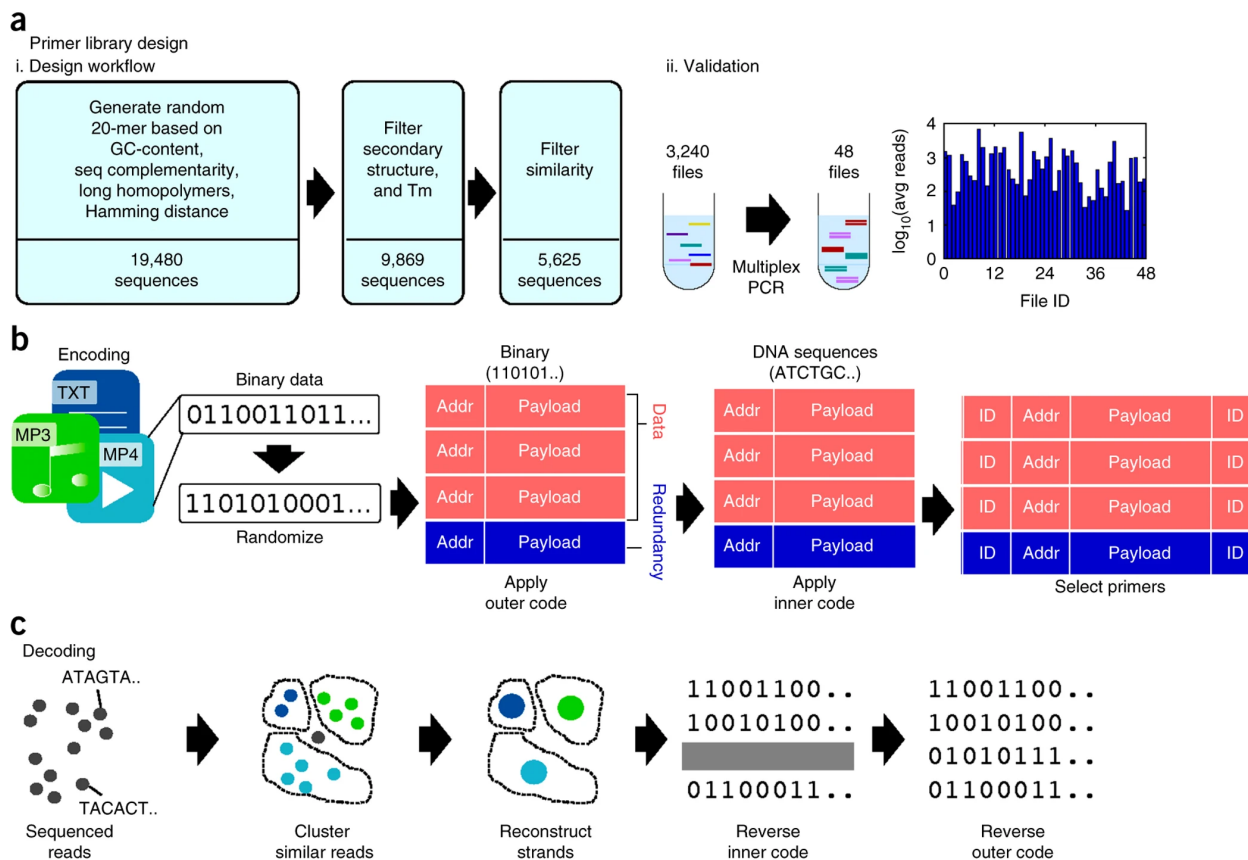 a
Primer library design
i. Design workflow
Generate random
20-mer based on
GC-content,
seq complementarity,
long homopolymers,
Hamming distance
19,480
sequences
Filter
secondary
structure,
and Tm
9,869
sequences
Filter
similarity
5,625
sequences
ii. Validation
3,240
files
Multiplex
PCR
48
files
log10(avg reads)
4
3
2
1
0
0 12 24 36 48
File ID
b
Encoding
TXT
MP3
MP4
Binary data
0110011011...
1101010001...
Randomize
Binary
(110101..)
Addr Payload
Addr Payload
Addr Payload
Addr Payload
Data
Redundancy
Apply
outer code
DNA sequences
(ATCTGC..)
Addr Payload
Addr Payload
Addr Payload
Addr Payload
Apply
inner code
ID Addr Payload ID
ID Addr Payload ID
ID Addr Payload ID
ID Addr Payload ID
Select primers
c
Decoding
ATAGTA..
TACACT..
Sequenced
reads
Cluster
similar reads
Reconstruct
strands
11001100..
10010100..
01100011..
Reverse
inner code
11001100..
10010100..
01010111..
01100011..
Reverse
outer code